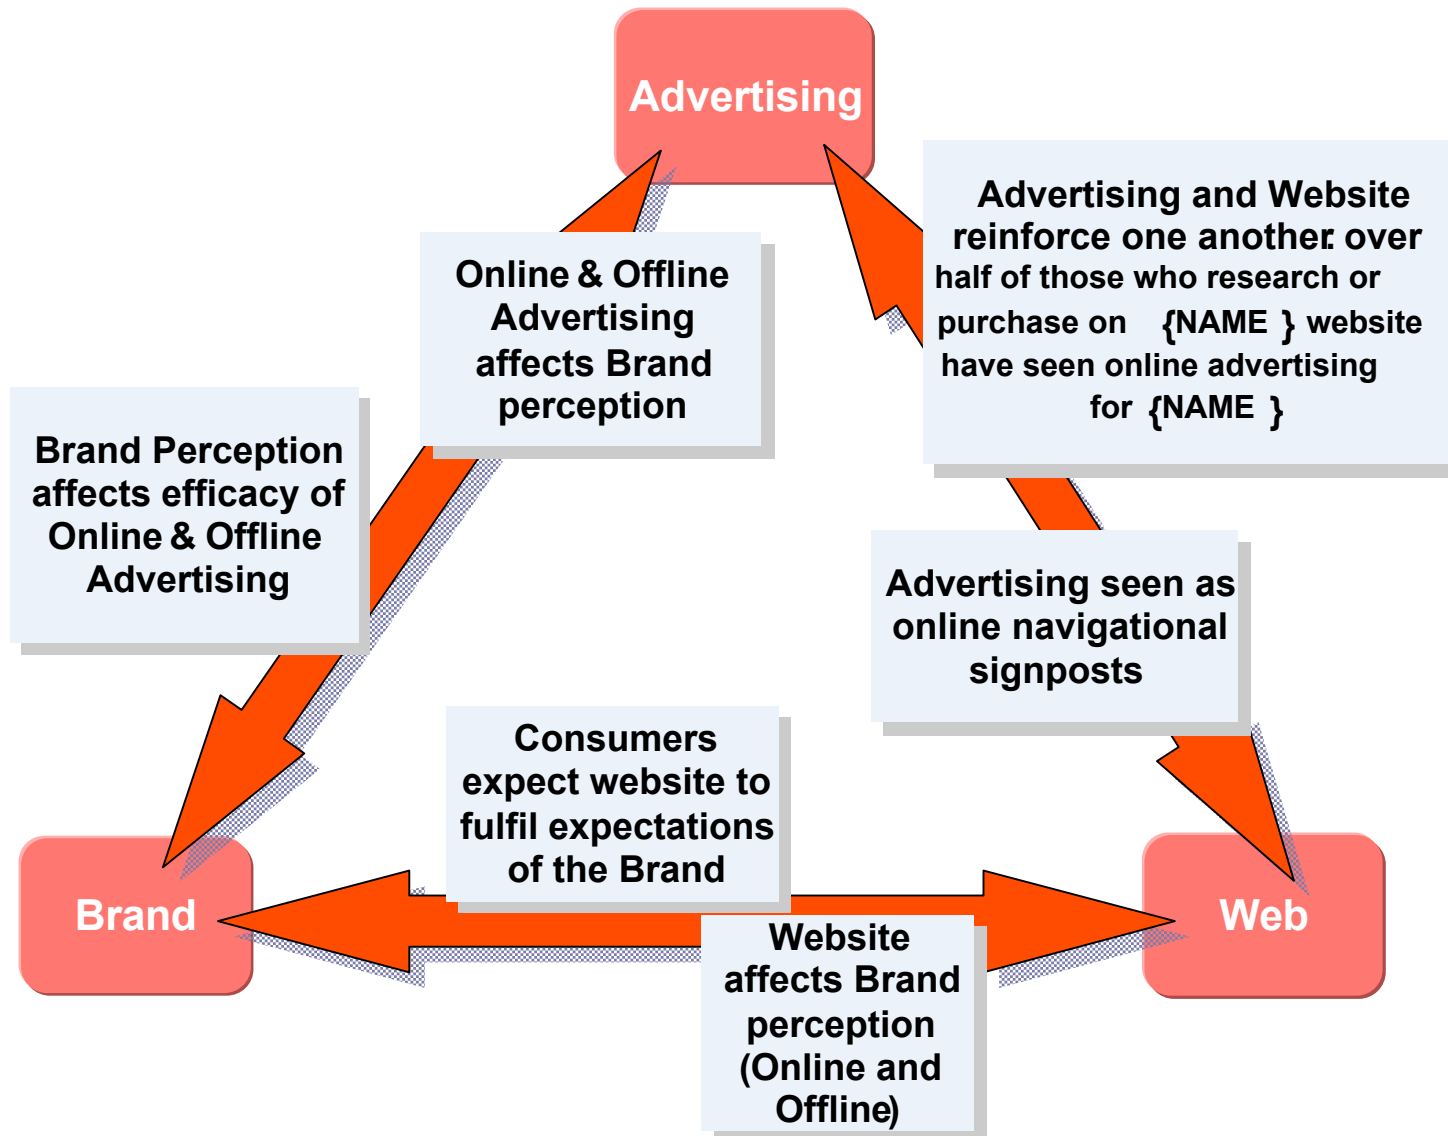 Advertising
Advertising and Website
reinforce one another: over
half of those who research or
purchase on {NAME } website
have seen online advertising
for {NAME }
Online & Offline
Advertising
affects Brand
perception
Brand Perception
affects efficacy of
Online & Offline
Advertising
Advertising seen as
online navigational
signposts
Consumers
expect website to
fulfil expectations
of the Brand
Brand
Web
Website
affects Brand
perception
(Online and
Offline)